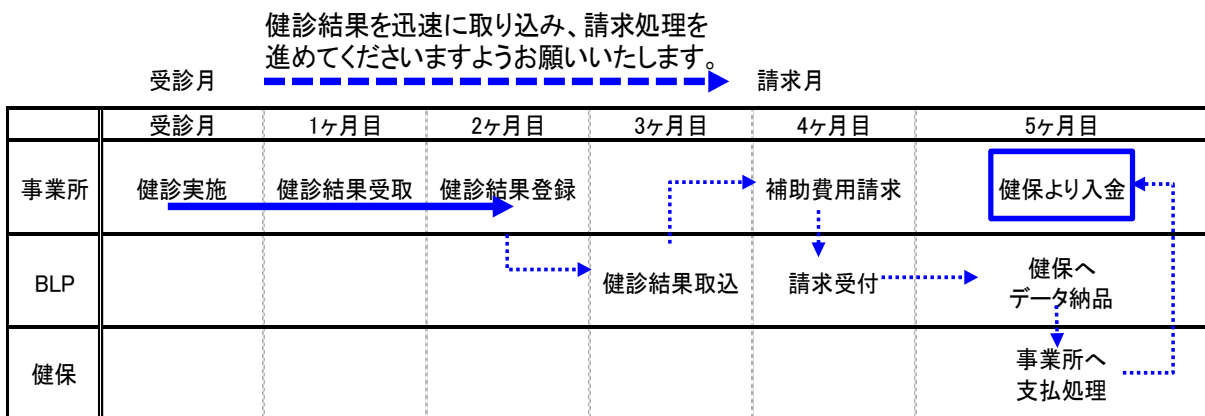 健診結果を迅速に取り込み、請求処理を
進めてくださいますようお願いいたします。
受診月 請求月
受診月 1ヶ月目 2ヶ月目 3ヶ月目 4ヶ月目 5ヶ月目
事業所 健診実施 健診結果受取 健診結果登録 補助費用請求 健保より入金
BLP 健診結果取込 請求受付 健保へ
データ納品
健保 事業所へ
支払処理